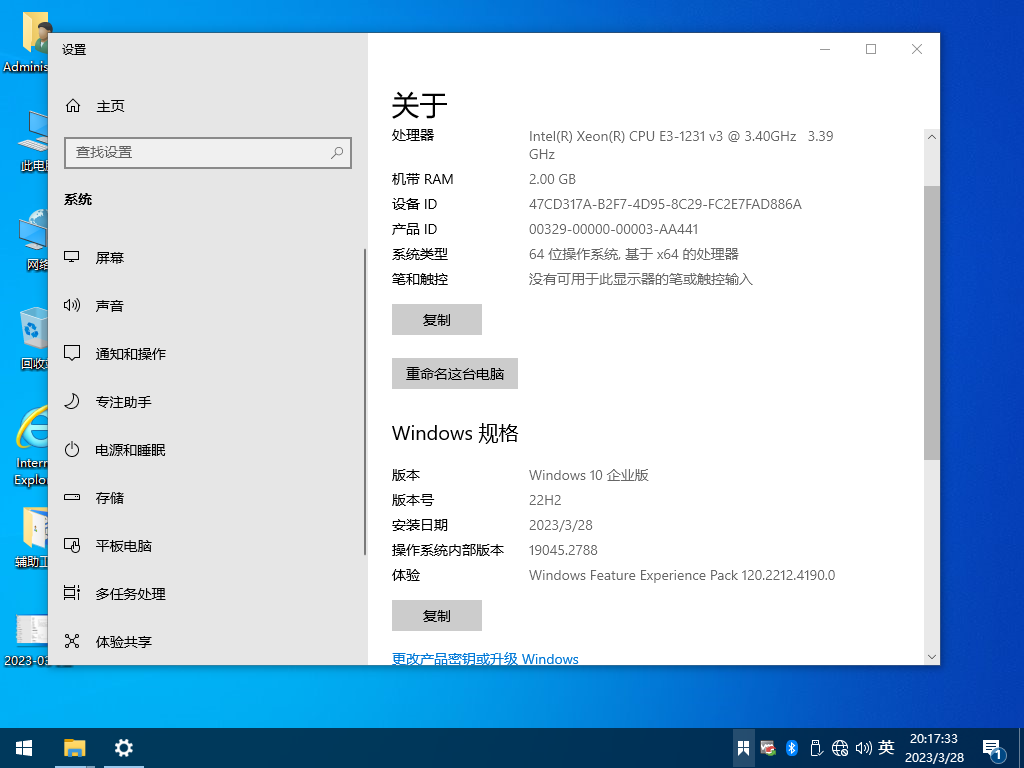 Adminis
此电脑
网络
回收
Intern
Explo
辅助工
2023-03
设置
主页
查找设置
系统
屏幕
声音
通知和操作
专注助手
电源和睡眠
存储
平板电脑
多任务处理
体验共享
关于
处理器 Intel(R) Xeon(R) CPU E3-1231 v3 @ 3.40GHz 3.39
GHz
机带 RAM 2.00 GB
设备 ID 47CD317A-B2F7-4D95-8C29-FC2E7FAD886A
产品 ID 00329-00000-00003-AA441
系统类型 64 位操作系统, 基于 x64 的处理器
笔和触控 没有可用于此显示器的笔或触控输入
复制
重命名这台电脑
Windows 规格
版本 Windows 10 企业版
版本号 22H2
安装日期 2023/3/28
操作系统内部版本 19045.2788
体验 Windows Feature Experience Pack 120.2212.4190.0
复制
更改产品密钥或升级 Windows
英
20:17:33
2023/3/28
1